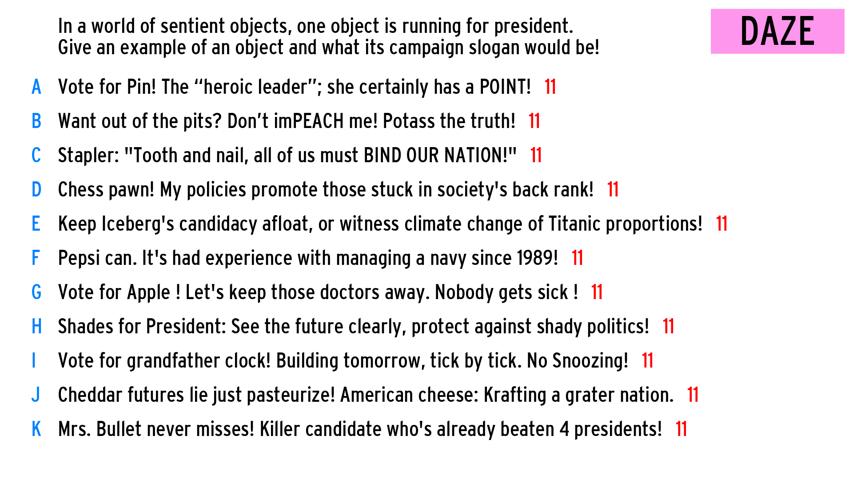 In a world of sentient objects, one object is running for president.
Give an example of an object and what its campaign slogan would be!
DAZE
A Vote for Pin! The “heroic leader”; she certainly has a POINT! 11
B Want out of the pits? Don’t imPEACH me! Potass the truth! 11
C Stapler: "Tooth and nail, all of us must BIND OUR NATION!" 11
D Chess pawn! My policies promote those stuck in society's back rank! 11
E Keep Iceberg's candidacy afloat, or witness climate change of Titanic proportions! 11
F Pepsi can. It's had experience with managing a navy since 1989! 11
G Vote for Apple ! Let's keep those doctors away. Nobody gets sick ! 11
H Shades for President: See the future clearly, protect against shady politics! 11
I Vote for grandfather clock! Building tomorrow, tick by tick. No Snoozing! 11
J Cheddar futures lie just pasteurize! American cheese: Krafting a grater nation. 11
K Mrs. Bullet never misses! Killer candidate who's already beaten 4 presidents! 11